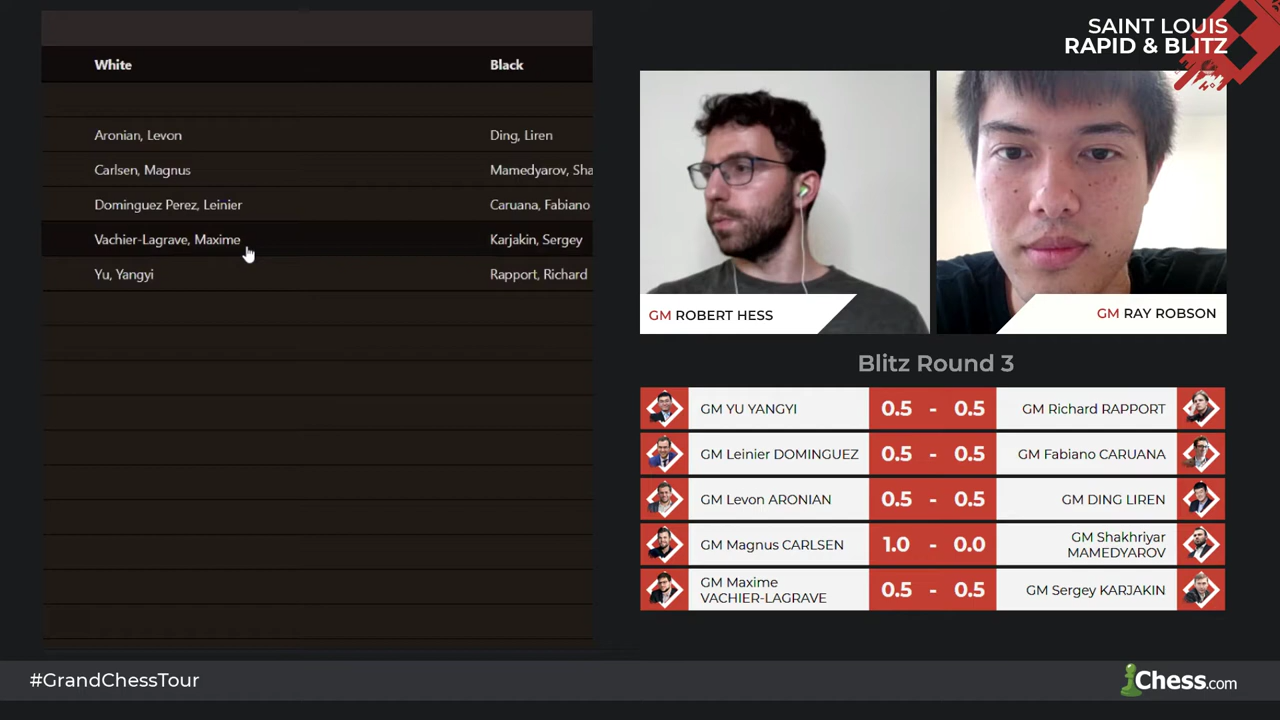 White Black
Aronian, Levon Ding, Liren
Carlsen, Magnus Mamedyarov, Sha
Dominguez Perez, Leinier Caruana, Fabiano
Vachier-Lagrave, Maxime Karjakin, Sergey
Yu, Yangyi Rapport, Richard
SAINT LOUIS
RAPID & BLITZ
GM ROBERT HESS
GM RAY ROBSON
Blitz Round 3
GM YU YANGYI 0.5 - 0.5 GM Richard RAPPORT
GM Leinier DOMINGUEZ 0.5 - 0.5 GM Fabiano CARUANA
GM Levon ARONIAN 0.5 - 0.5 GM DING LIREN
GM Magnus CARLSEN 1.0 - 0.0 GM Shakhriyar
MAMEDYAROV
GM Maxime
VACHIER-LAGRAVE 0.5 - 0.5 GM Sergey KARJAKIN
#GrandChessTour
Chess.com